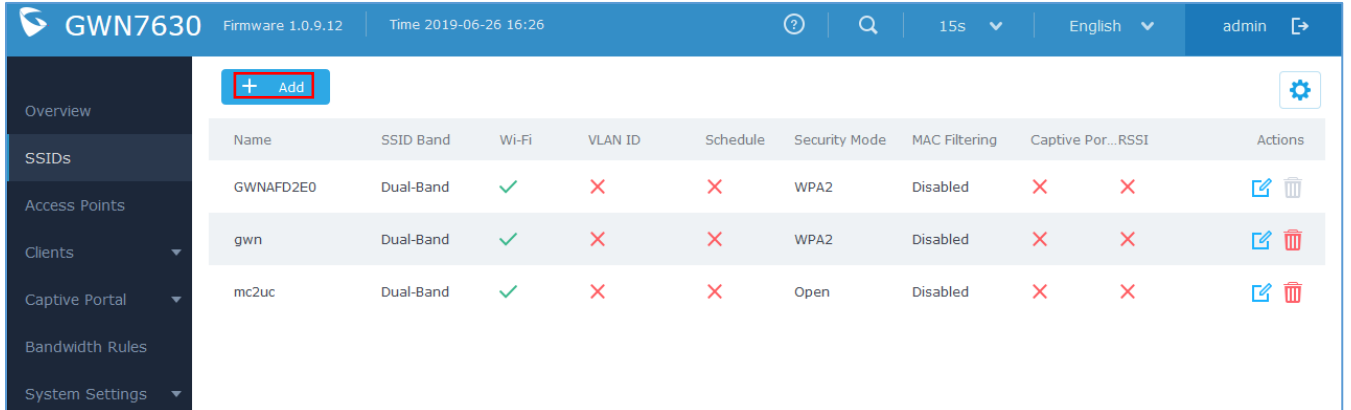 GWN7630 Firmware 1.0.9.12 Time 2019-06-26 16:26 15s English admin
Add
Overview
SSIDs
Access Points
Clients
Captive Portal
Bandwidth Rules
System Settings
Name SSID Band Wi-Fi VLAN ID Schedule Security Mode MAC Filtering Captive Por...RSSI Actions
GWNAFD2E0 Dual-Band WPA2 Disabled
gwn Dual-Band WPA2 Disabled
mc2uc Dual-Band Open Disabled